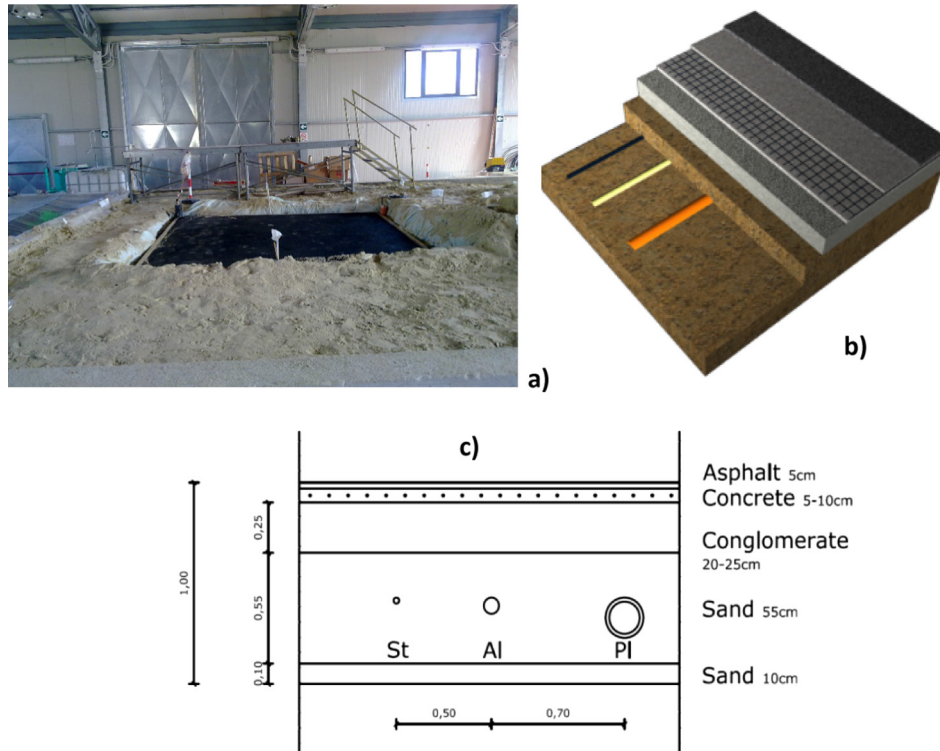 a)
b)
c)
Asphalt 5cm
Concrete 5-10cm
Conglomerate
20-25cm
Sand 55cm
Sand 10cm
1,00
0,25
0,55
0,10
St Al Pl
0,50 0,70